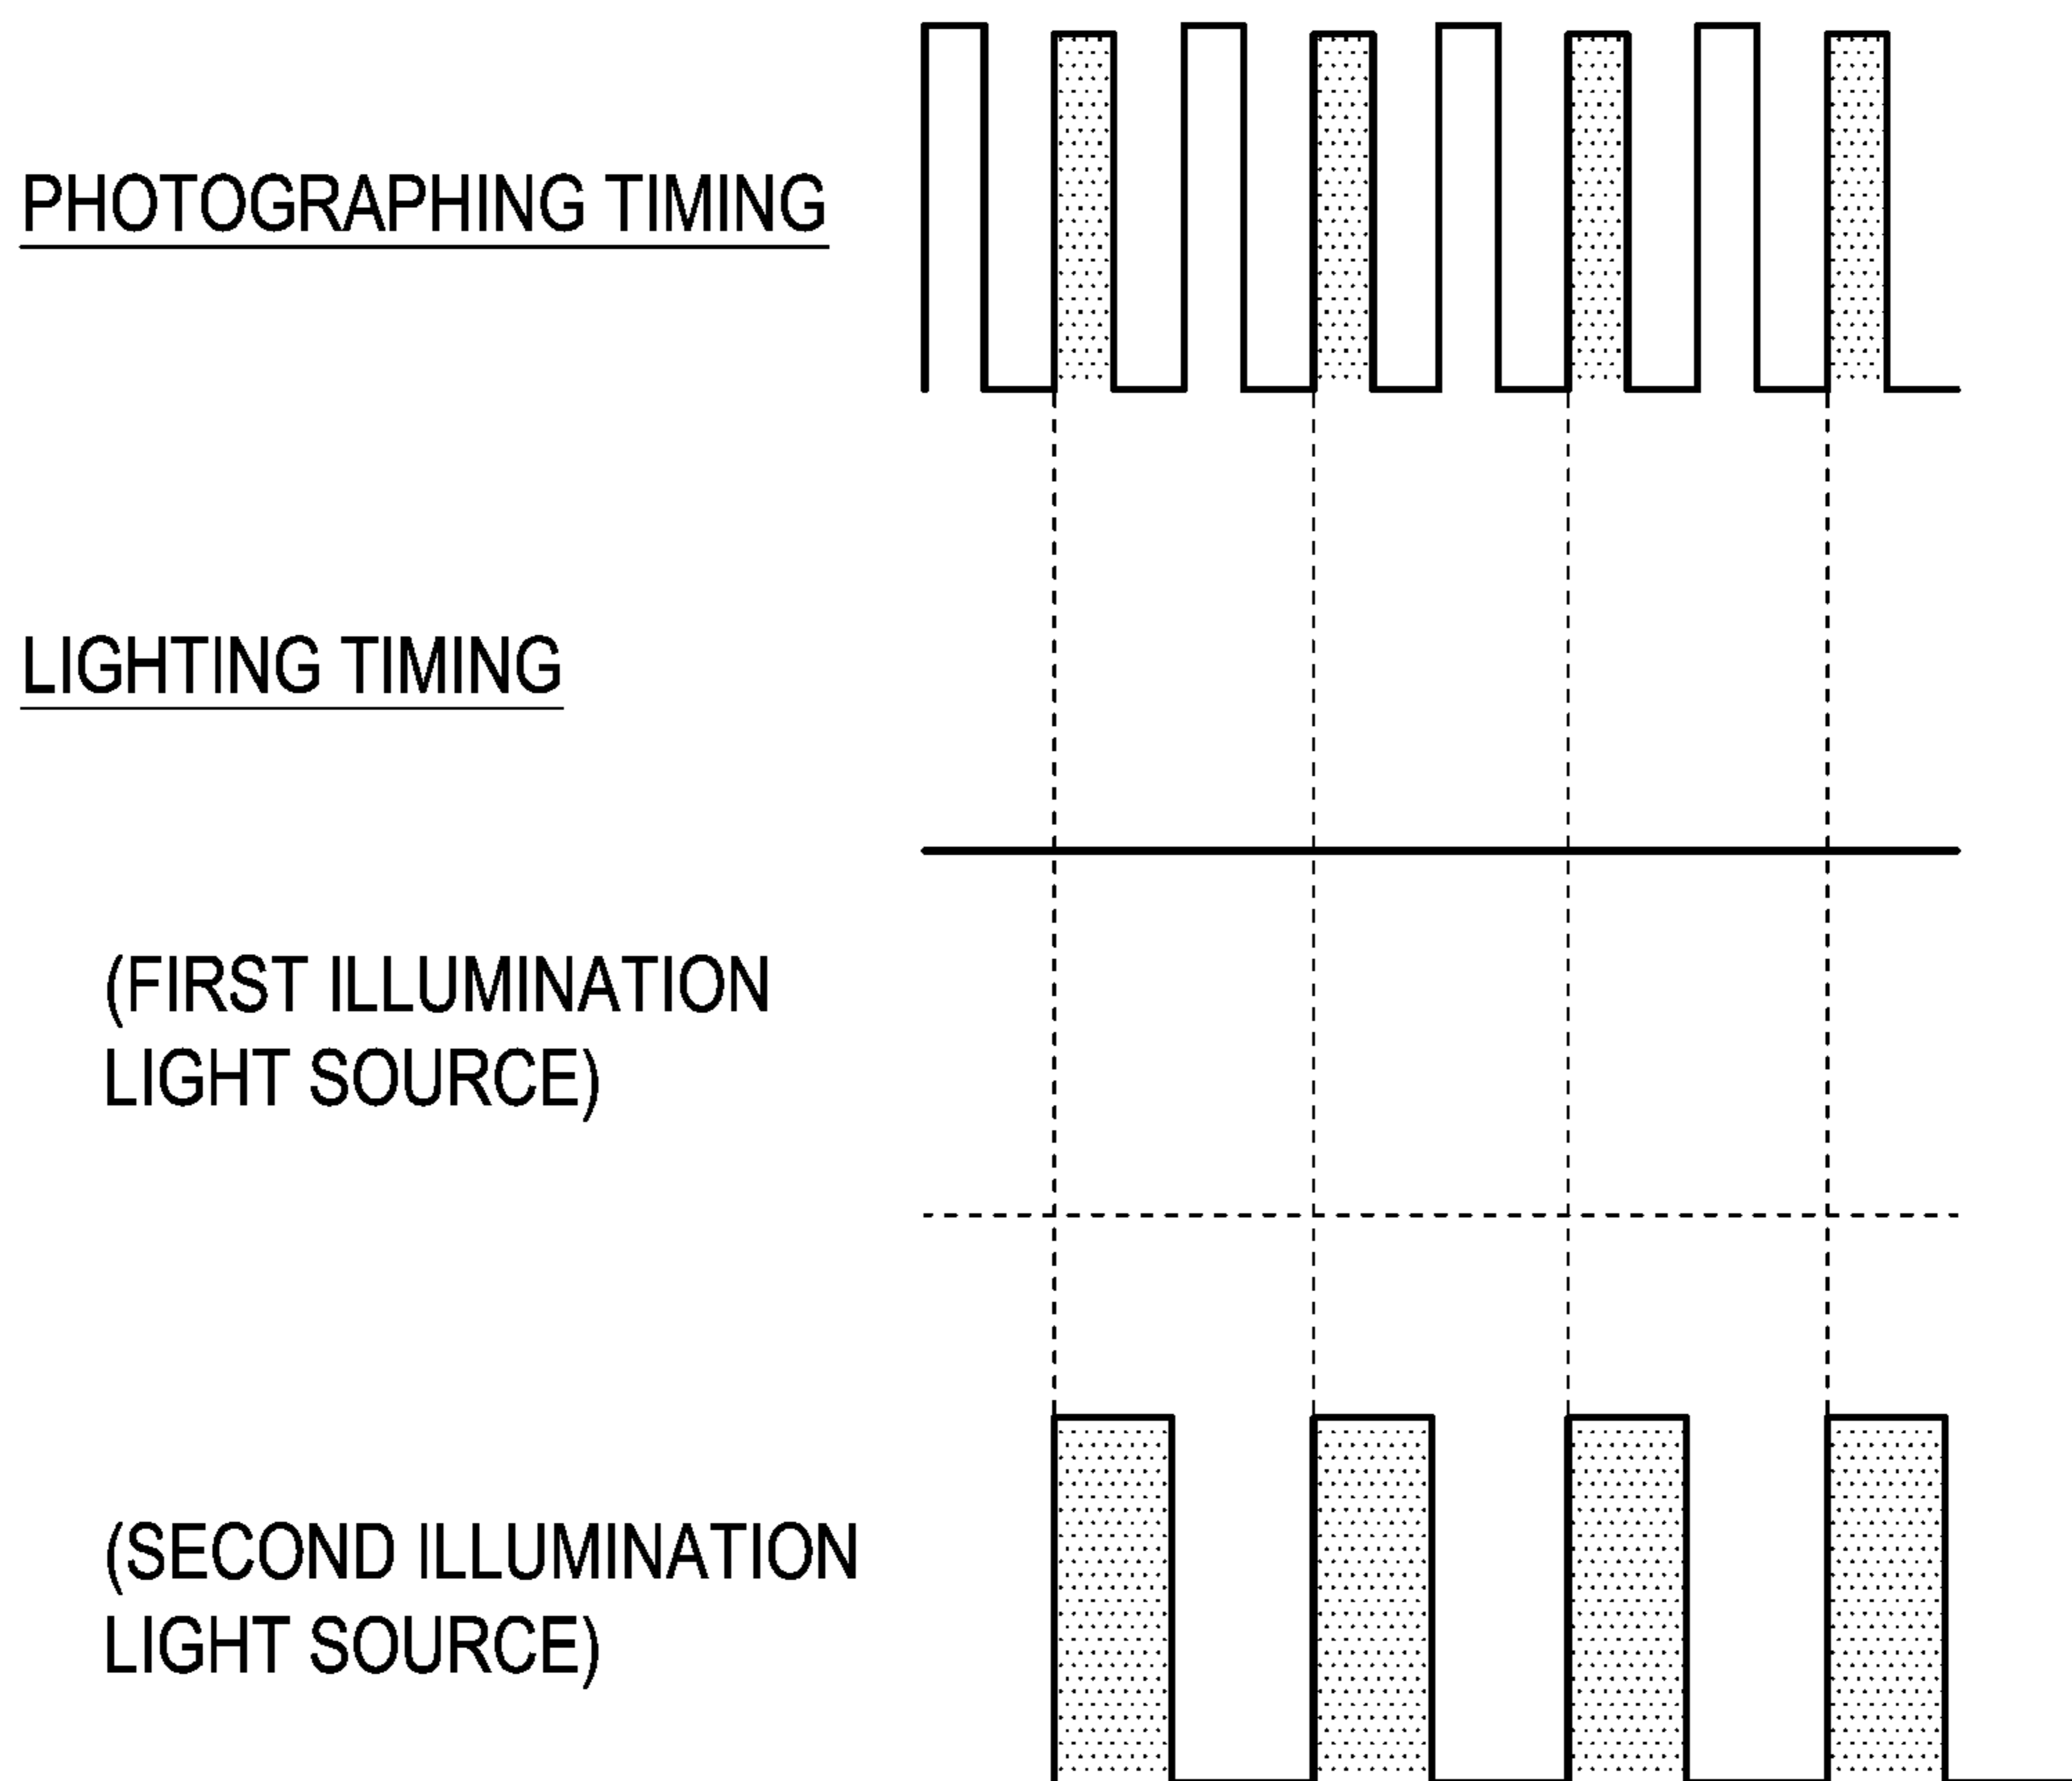 PHOTOGRAPHING TIMING
LIGHTING TIMING
(FIRST ILLUMINATION
LIGHT SOURCE)
(SECOND ILLUMINATION
LIGHT SOURCE)